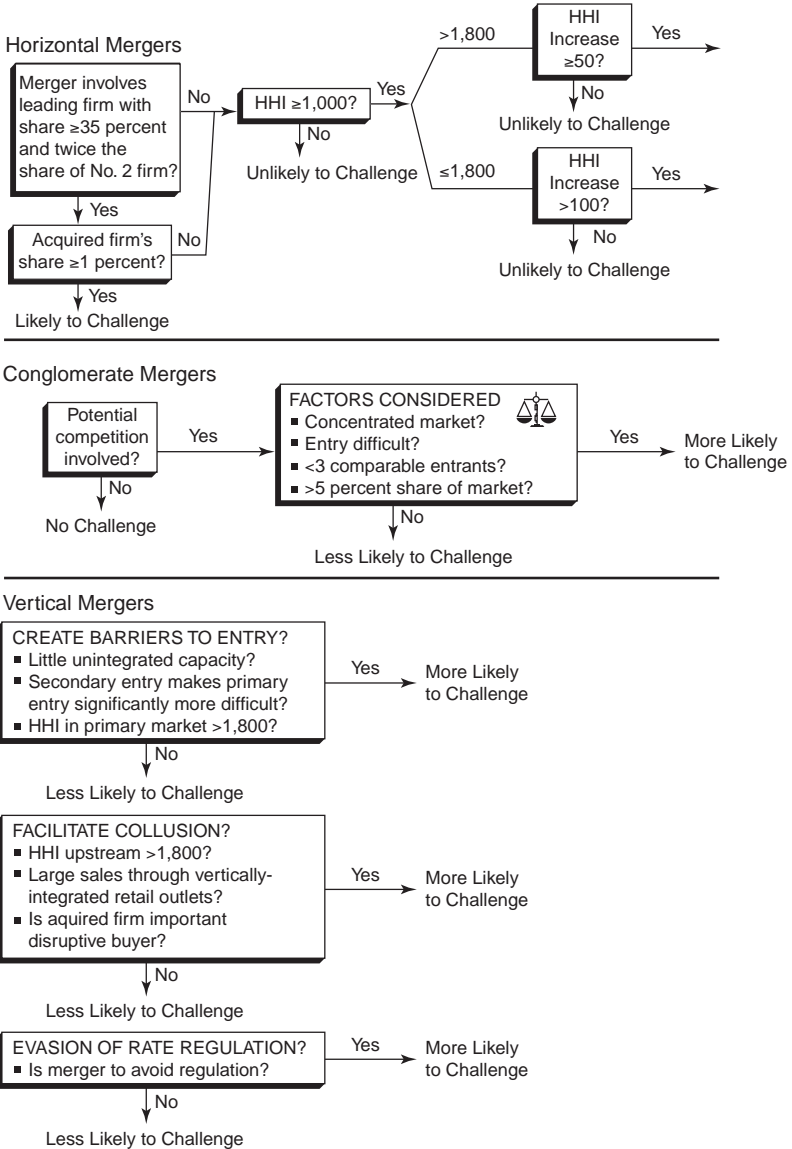 Horizontal Mergers
Merger involves
leading firm with
share ≥35 percent
and twice the
share of No. 2 firm?
No
Yes
Acquired firm's
share ≥1 percent?
No
Yes
Likely to Challenge
HHI ≥1,000?
Yes
No
Unlikely to Challenge
>1,800
HHI
Increase
≥50?
Yes
No
Unlikely to Challenge
≤1,800
HHI
Increase
>100?
Yes
No
Unlikely to Challenge
Conglomerate Mergers
Potential
competition
involved?
Yes
No
No Challenge
FACTORS CONSIDERED
▪ Concentrated market?
▪ Entry difficult?
▪ <3 comparable entrants?
▪ >5 percent share of market?
Yes
More Likely
to Challenge
No
Less Likely to Challenge
Vertical Mergers
CREATE BARRIERS TO ENTRY?
▪ Little unintegrated capacity?
▪ Secondary entry makes primary
entry significantly more difficult?
▪ HHI in primary market >1,800?
Yes
More Likely
to Challenge
No
Less Likely to Challenge
FACILITATE COLLUSION?
▪ HHI upstream >1,800?
▪ Large sales through vertically-
integrated retail outlets?
▪ Is aquired firm important
disruptive buyer?
Yes
More Likely
to Challenge
No
Less Likely to Challenge
EVASION OF RATE REGULATION?
▪ Is merger to avoid regulation?
Yes
More Likely
to Challenge
No
Less Likely to Challenge